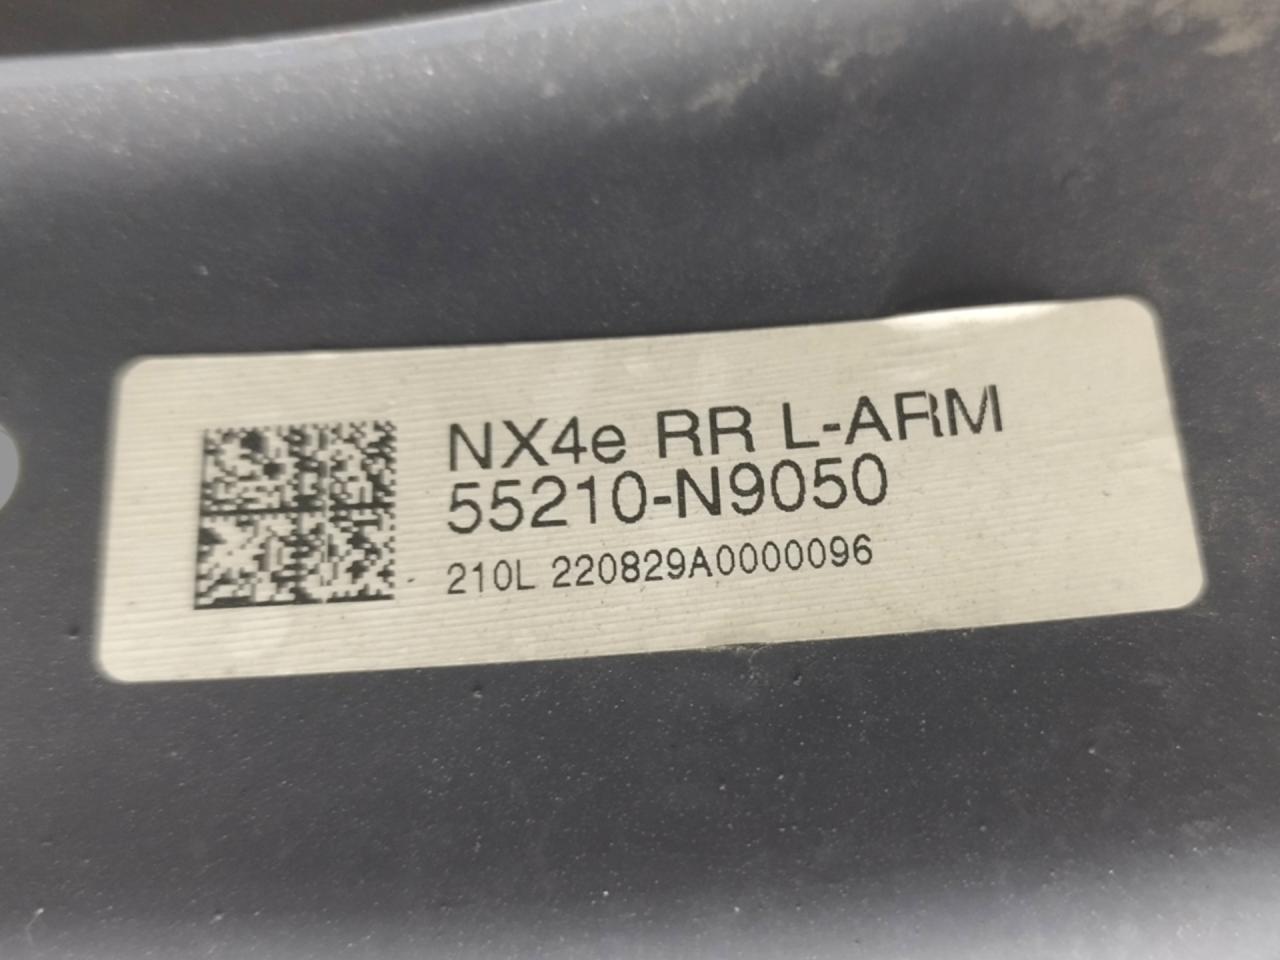 NX4e RR L-ARM
55210-N9050
210L 220829A0000096